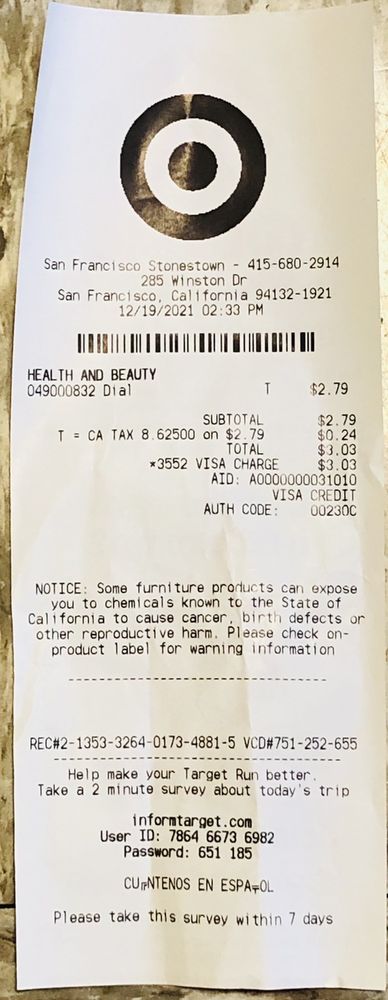 San Francisco Stonestown - 415-680-2914
285 Winston Dr
San Francisco, California 94132-1921
12/19/2021 02:33 PM
HEALTH AND BEAUTY
049000832 Dial T $2.79
SUBTOTAL $2.79
T = CA TAX 8.62500 on $2.79 $0.24
TOTAL $3.03
*3552 VISA CHARGE $3.03
AID: A0000000031010
VISA CREDIT
AUTH CODE: 00230C
NOTICE: Some furniture products can expose
you to chemicals known to the State of
California to cause cancer, birth defects or
other reproductive harm. Please check on-
product label for warning information
REC#2-1353-3264-0173-4881-5 VCD#751-252-655
Help make your Target Run better.
Take a 2 minute survey about today's trip
informtarget.com
User ID: 7864 6673 6982
Password: 651 185
EN
Please take this survey within 7 days